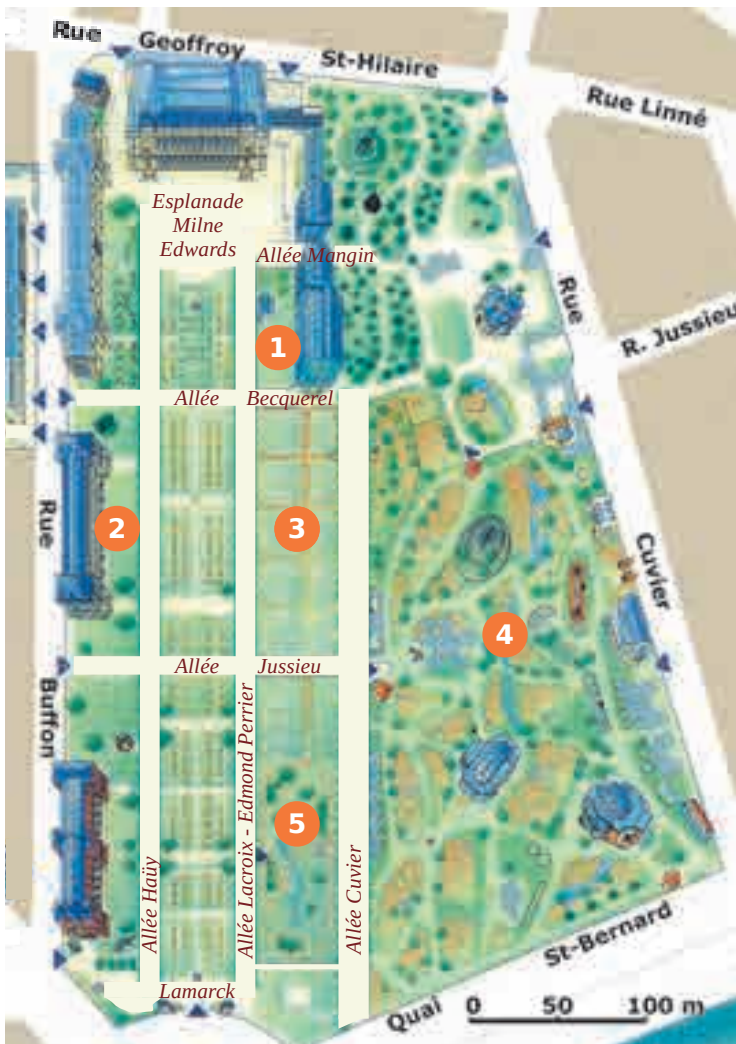 Rue Geoffroy St-Hilaire
Rue Linné
Esplanade
Milne
Edwards
Allée Mangin
Rue
R. Jussieu
1
Allée Becquerel
2
3
Rue
Cuvier
4
Allée Jussieu
Buffon
5
Allée Haüy
Allée Lacroix - Edmond Perrier
Allée Cuvier
St-Bernard
Lamarck
Quai
0 50 100 m